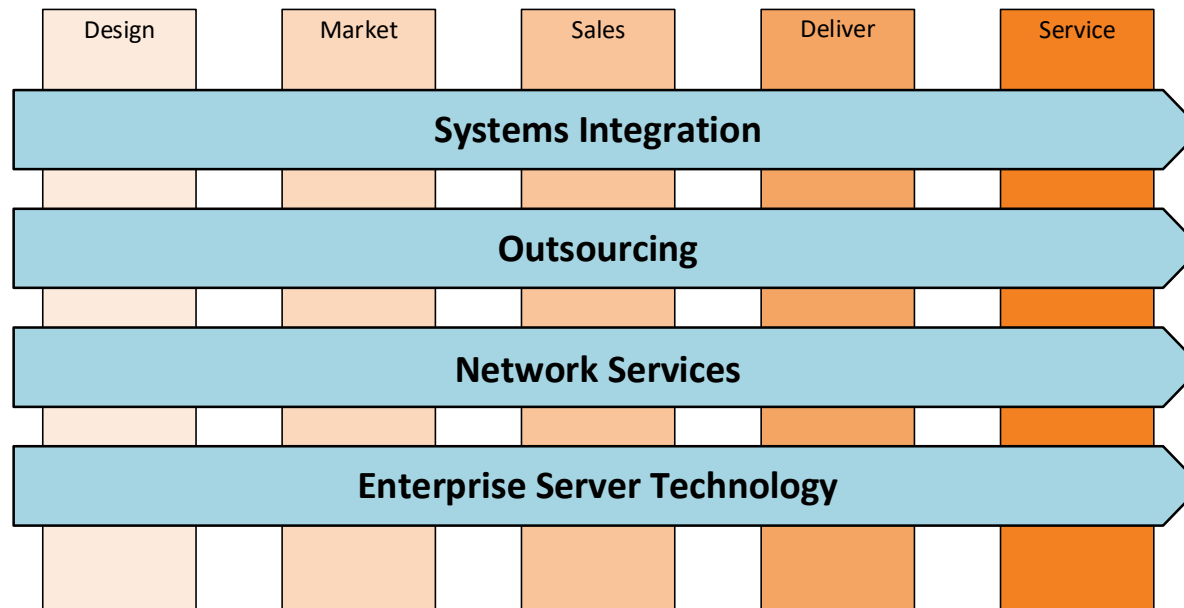 Design
Market
Sales
Deliver
Service
Systems Integration
Outsourcing
Network Services
Enterprise Server Technology